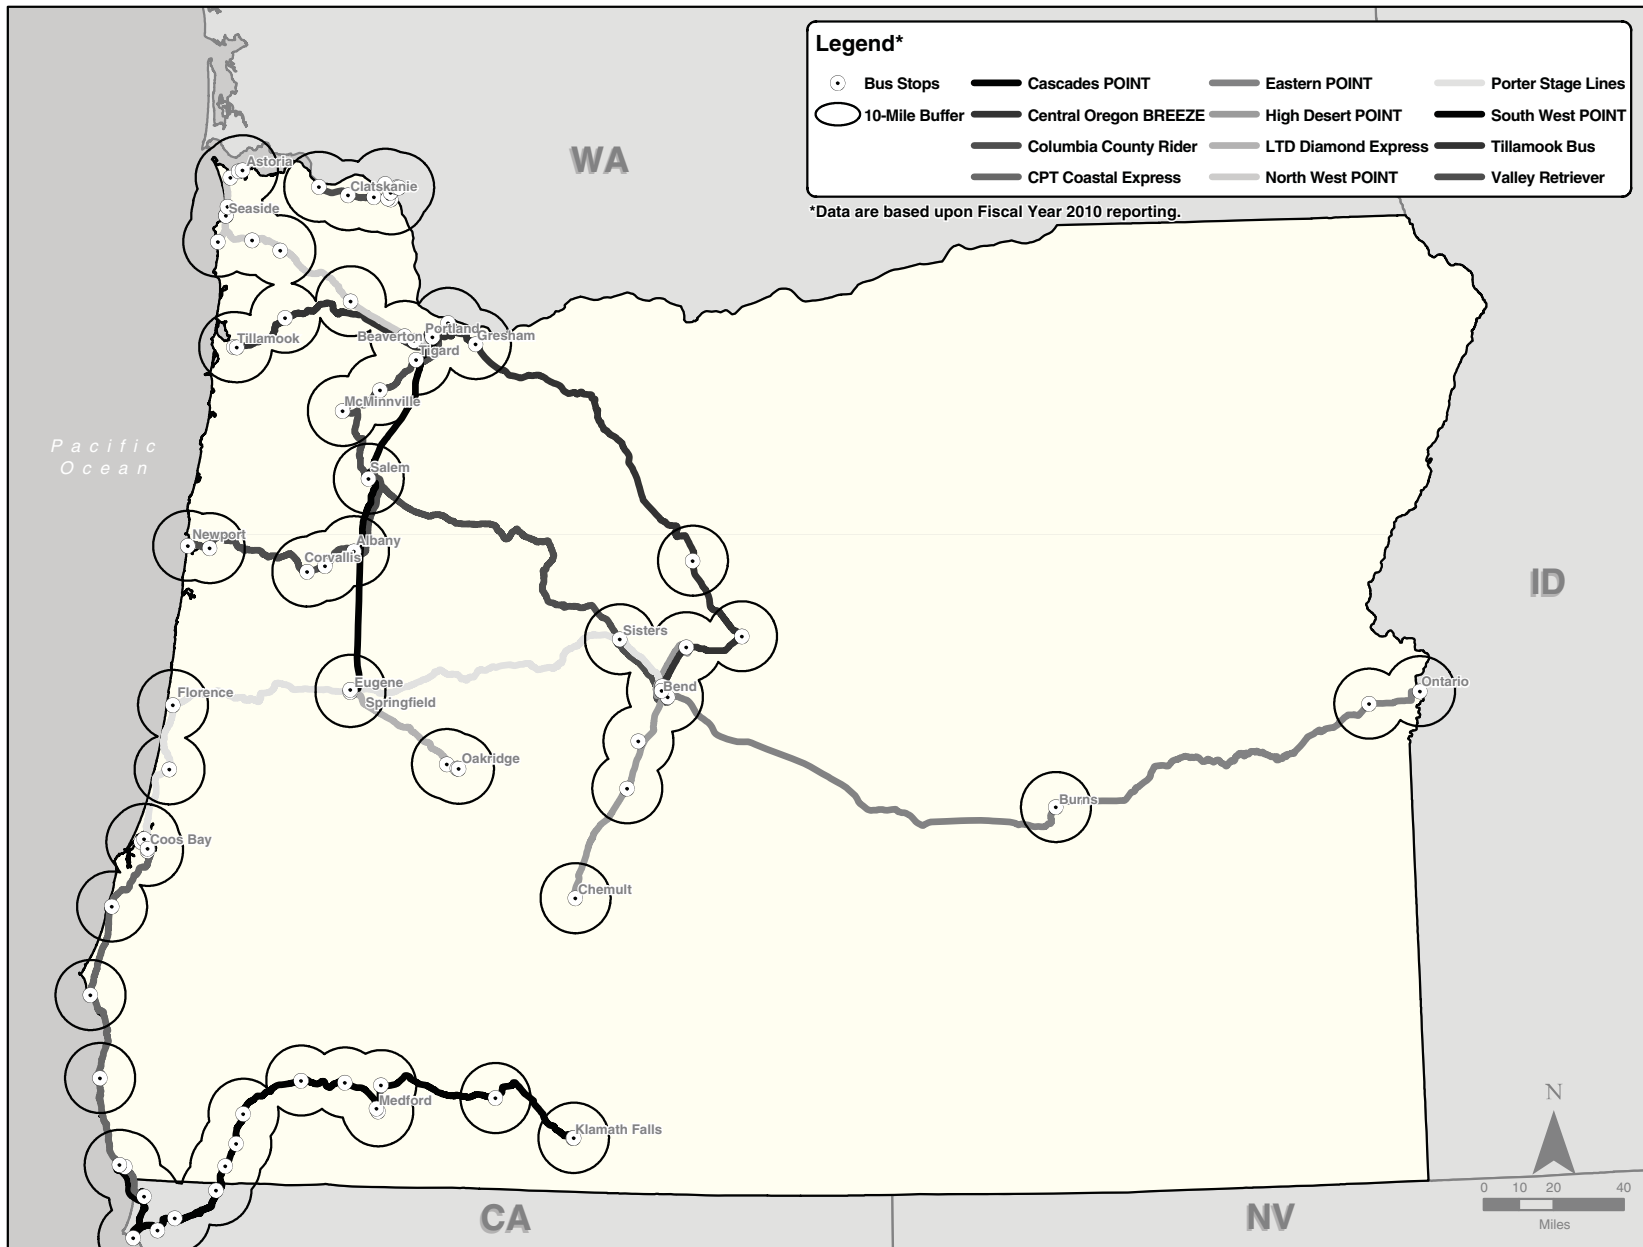 Legend*
Bus Stops
10-Mile Buffer
Cascades POINT
Central Oregon BREEZE
Columbia County Rider
CPT Coastal Express
Eastern POINT
High Desert POINT
LTD Diamond Express
North West POINT
Porter Stage Lines
South West POINT
Tillamook Bus
Valley Retriever
*Data are based upon Fiscal Year 2010 reporting.
WA
Astoria
Clatskanie
Seaside
Tillamook
Beaverton
Portland
Gresham
Tigard
McMinnville
Pacific
Ocean
Salem
Newport
Albany
Corvallis
ID
Sisters
Eugene
Bend
Florence
Springfield
Ontario
Oakridge
Burns
Coos Bay
Chemult
Medford
Klamath Falls
N
CA
NV
0 10 20 40
Miles